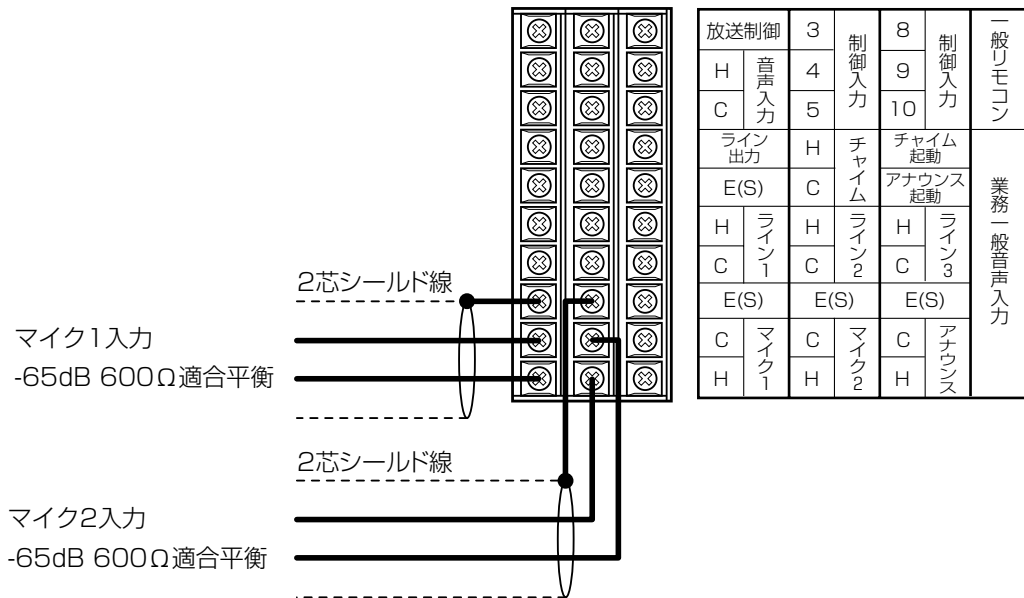 放送制御 3 制御入力 8 制御入力 一般リモコン
H 音声入力 4 9
C 5 10
ライン出力 H チャイム チャイム起動 業務一般音声入力
E(S) C アナウンス起動
H ライン1 H ライン2 H ライン3
C C C
E(S) E(S) E(S)
C マイク1 C マイク2 C アナウンス
H H H
2芯シールド線
マイク1入力
-65dB 600Ω適合平衡
2芯シールド線
マイク2入力
-65dB 600Ω適合平衡